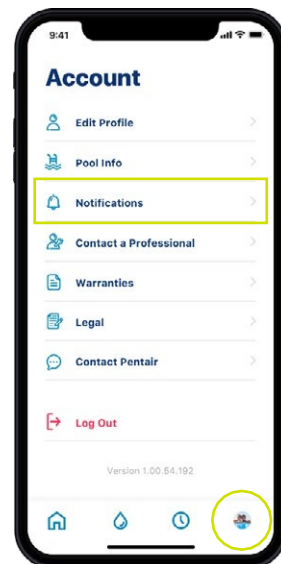 9:41
Account
Edit Profile
Pool Info
Notifications
Contact a Professional
Warranties
Legal
Contact Pentair
Log Out
Version 1.00.54.192